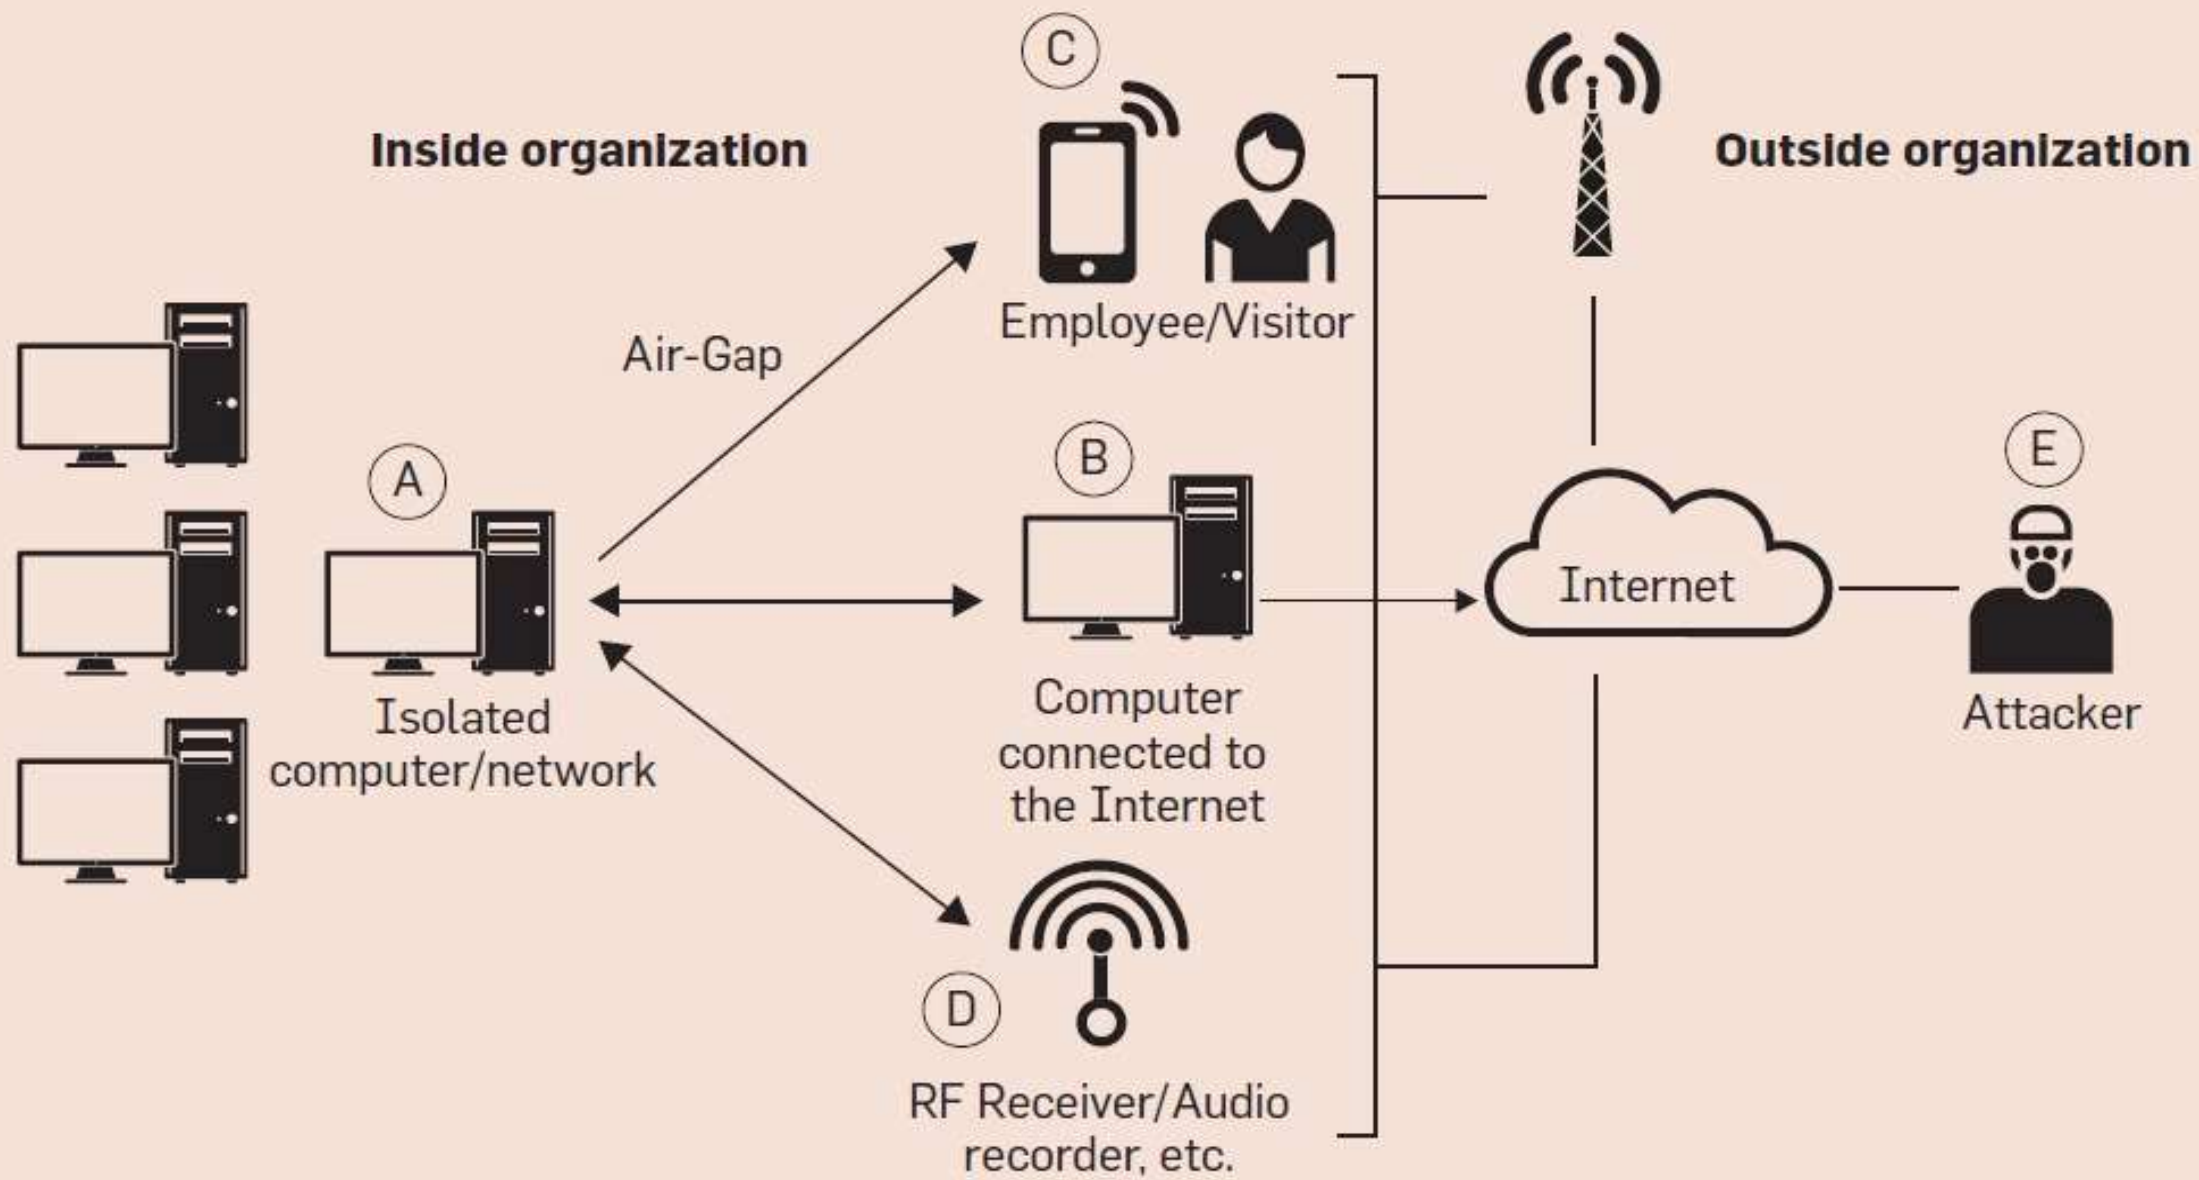 Inside organization
Outside organization
C
Employee/Visitor
Air-Gap
A
Isolated
computer/network
B
Computer
connected to
the Internet
D
RF Receiver/Audio
recorder, etc.
Internet
E
Attacker